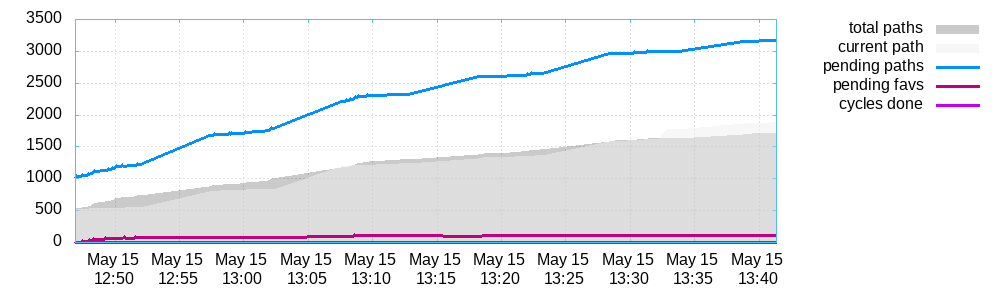 3500
3000
2500
2000
1500
1000
500
0
May 15 May 15 May 15 May 15 May 15 May 15 May 15 May 15 May 15 May 15 May 15
12:50 12:55 13:00 13:05 13:10 13:15 13:20 13:25 13:30 13:35 13:40
total paths
current path
pending paths
pending favs
cycles done